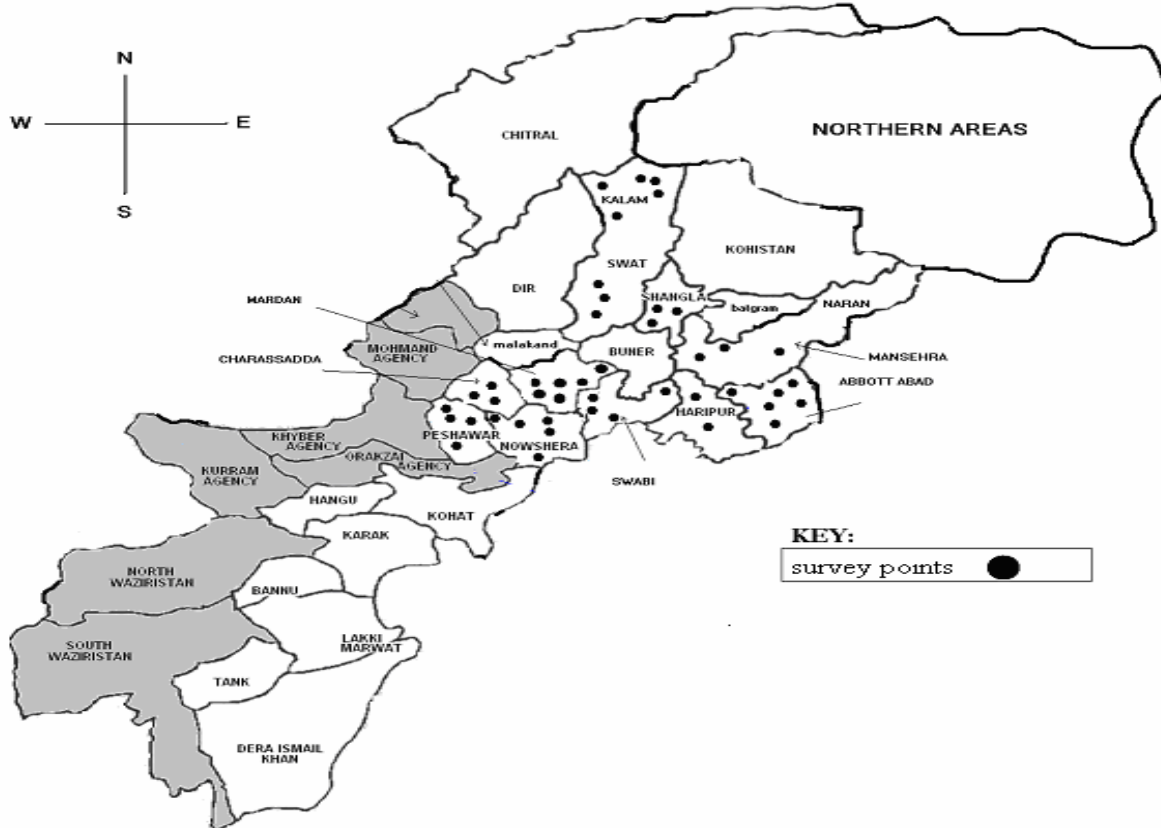 N
W
E
S
CHITRAL
NORTHERN AREAS
KALAM
KOHISTAN
SWAT
DIR
SHANGLA
batgram
NARAN
MARDAN
malakand
BUNER
MOHMAND
AGENCY
CHARASSADDA
MANSEHRA
ABBOTT ABAD
HARIPUR
PESHAWAR
NOWSHERA
KHYBER
AGENCY
ORAKZAI
AGENCY
KURRAM
AGENCY
SWABI
HANGU
KOHAT
KARAK
KEY:
survey points
NORTH
WAZIRISTAN
BANNU
SOUTH
WAZIRISTAN
LAKKI
MARWAT
TANK
DERA ISMAIL
KHAN